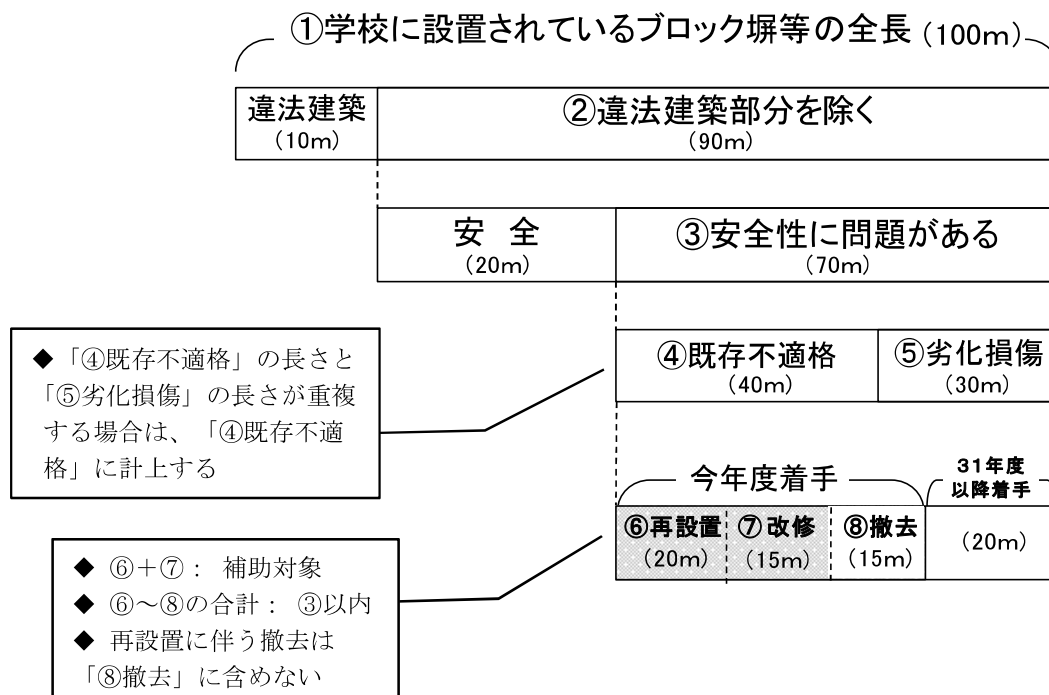 ①学校に設置されているブロック塀等の全長（100m）
違法建築
（10m）
②違法建築部分を除く
（90m）
安　全
（20m）
③安全性に問題がある
（70m）
◆「④既存不適格」の長さと
「⑤劣化損傷」の長さが重複
する場合は、「④既存不適
格」に計上する
④既存不適格
（40m）
⑤劣化損傷
（30m）
今年度着手
31年度
以降着手
⑥再設置
（20m）
⑦改修
（15m）
⑧撤去
（15m）
（20m）
◆ ⑥＋⑦： 補助対象
◆ ⑥～⑧の合計： ③以内
◆ 再設置に伴う撤去は
「⑧撤去」に含めない